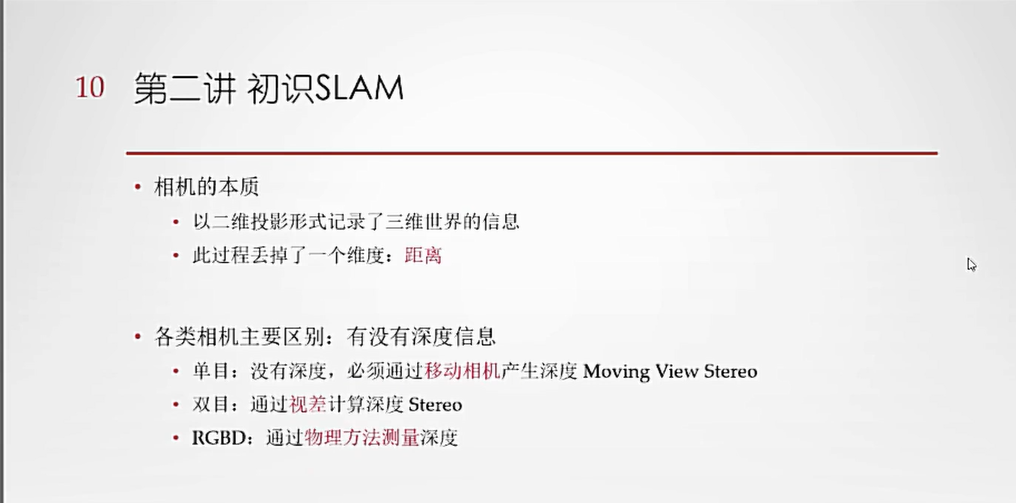 10 第二讲 初识SLAM
• 相机的本质
• 以二维投影形式记录了三维世界的信息
• 此过程丢掉了一个维度：距离
• 各类相机主要区别：有没有深度信息
• 单目：没有深度，必须通过移动相机产生深度 Moving View Stereo
• 双目：通过视差计算深度 Stereo
• RGBD：通过物理方法测量深度